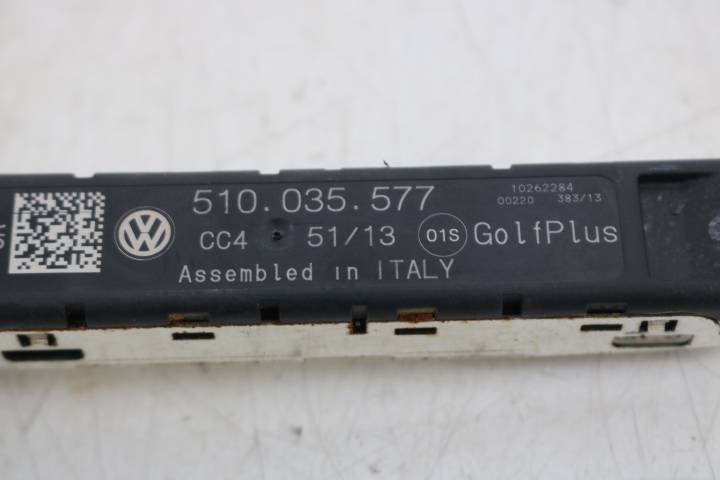 510.035.577
10262284
00220 383/13
CC4 51/13 01S GolfPlus
Assembled in ITALY